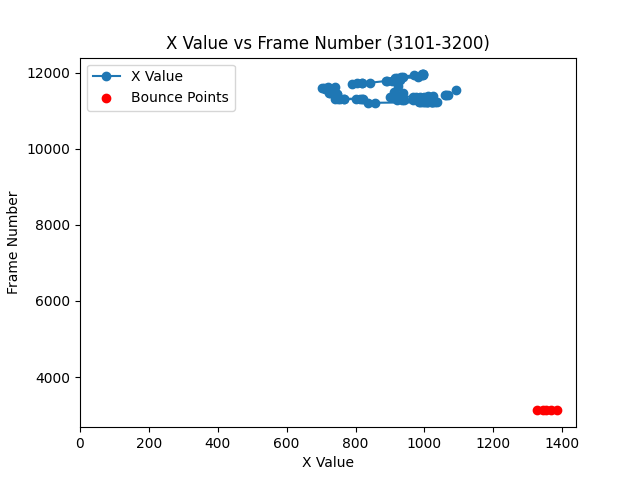 X Value vs Frame Number (3101-3200)
X Value
Bounce Points
12000
10000
8000
6000
4000
Frame Number
0 200 400 600 800 1000 1200 1400
X Value